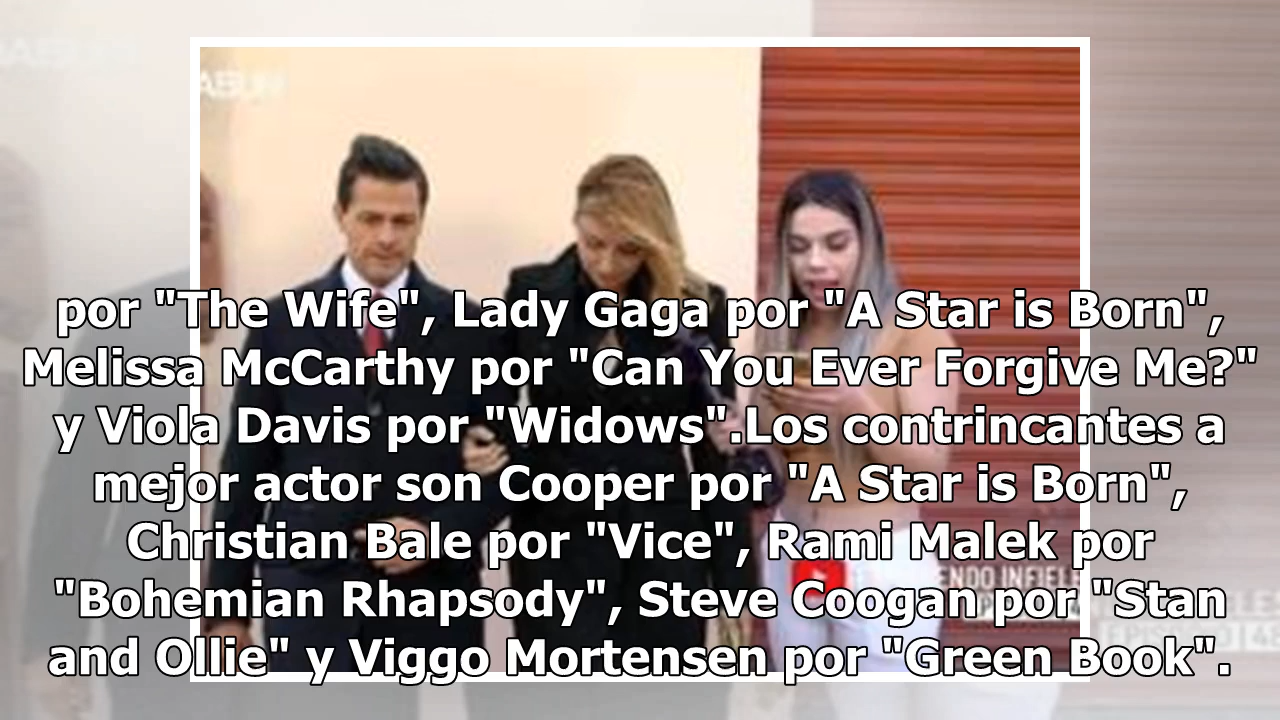 por "The Wife", Lady Gaga por "A Star is Born",
Melissa McCarthy por "Can You Ever Forgive Me?"
y Viola Davis por "Widows".Los contrincantes a
mejor actor son Cooper por "A Star is Born",
Christian Bale por "Vice", Rami Malek por
"Bohemian Rhapsody", Steve Coogan por "Stan
and Ollie" y Viggo Mortensen por "Green Book".
ENDO INFIELE